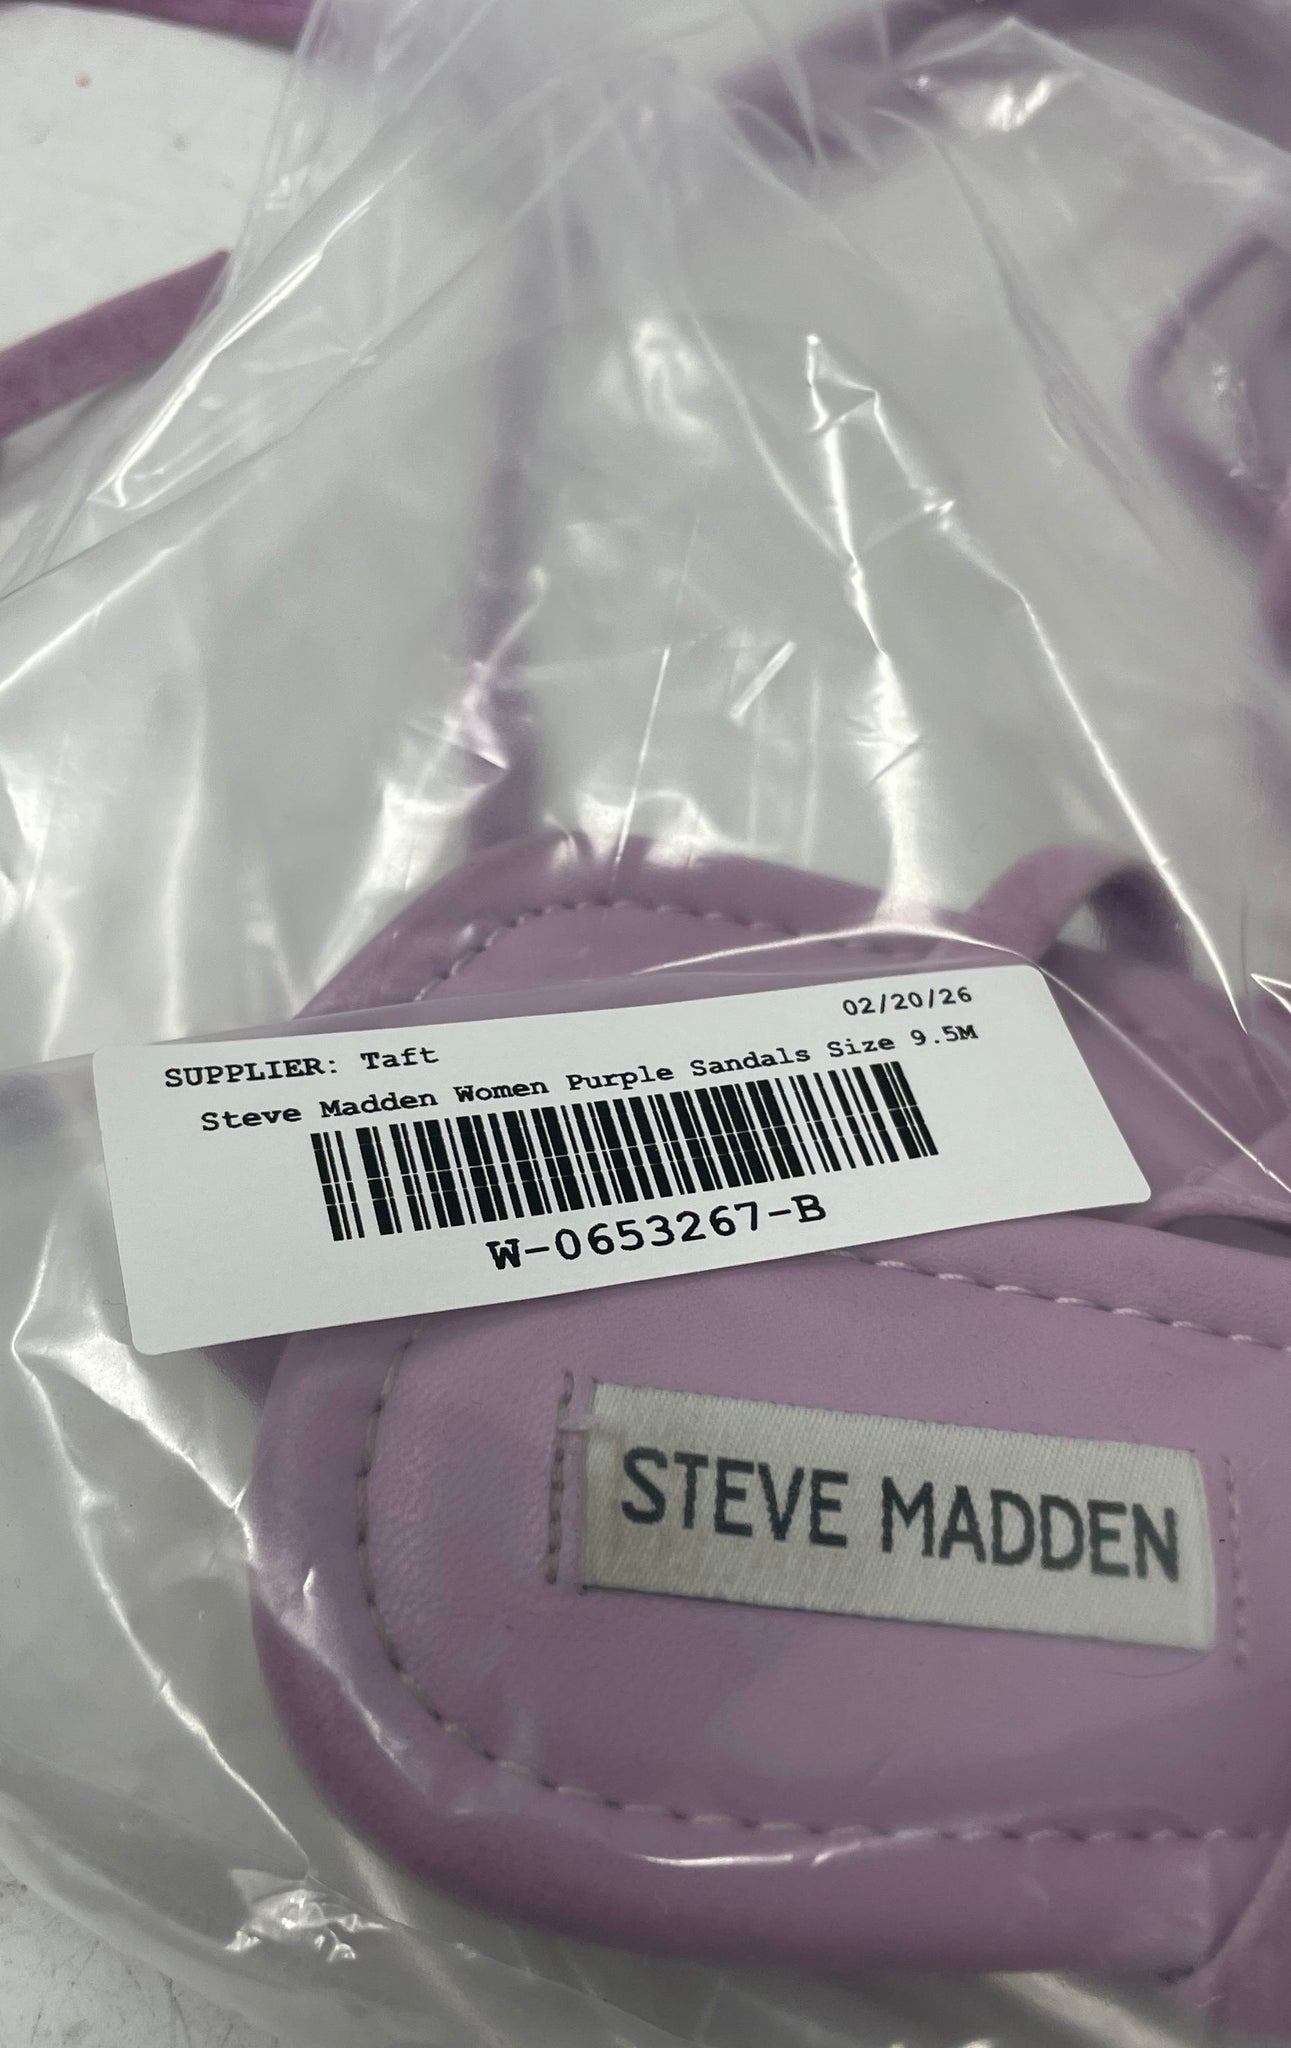 02/20/26
SUPPLIER: Taft
Steve Madden Women Purple Sandals Size 9.5M
W-0653267-B
STEVE MADDEN